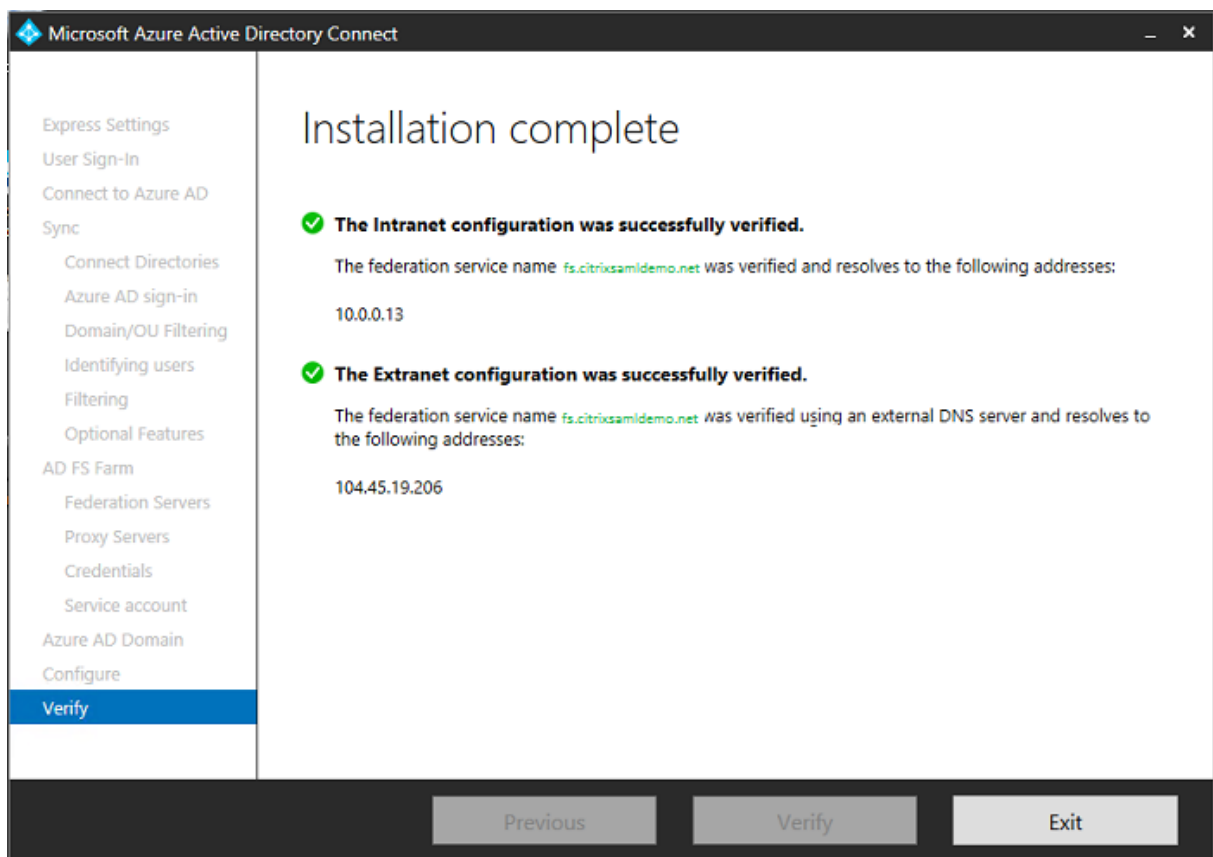 Microsoft Azure Active Directory Connect
Express Settings
User Sign-In
Connect to Azure AD
Sync
Connect Directories
Azure AD sign-in
Domain/OU Filtering
Identifying users
Filtering
Optional Features
AD FS Farm
Federation Servers
Proxy Servers
Credentials
Service account
Azure AD Domain
Configure
Verify
Installation complete
The Intranet configuration was successfully verified.
The federation service name fs.citrixsamldemo.net was verified and resolves to the following addresses:
10.0.0.13
The Extranet configuration was successfully verified.
The federation service name fs.citrixsamldemo.net was verified using an external DNS server and resolves to
the following addresses:
104.45.19.206
Previous
Verify
Exit